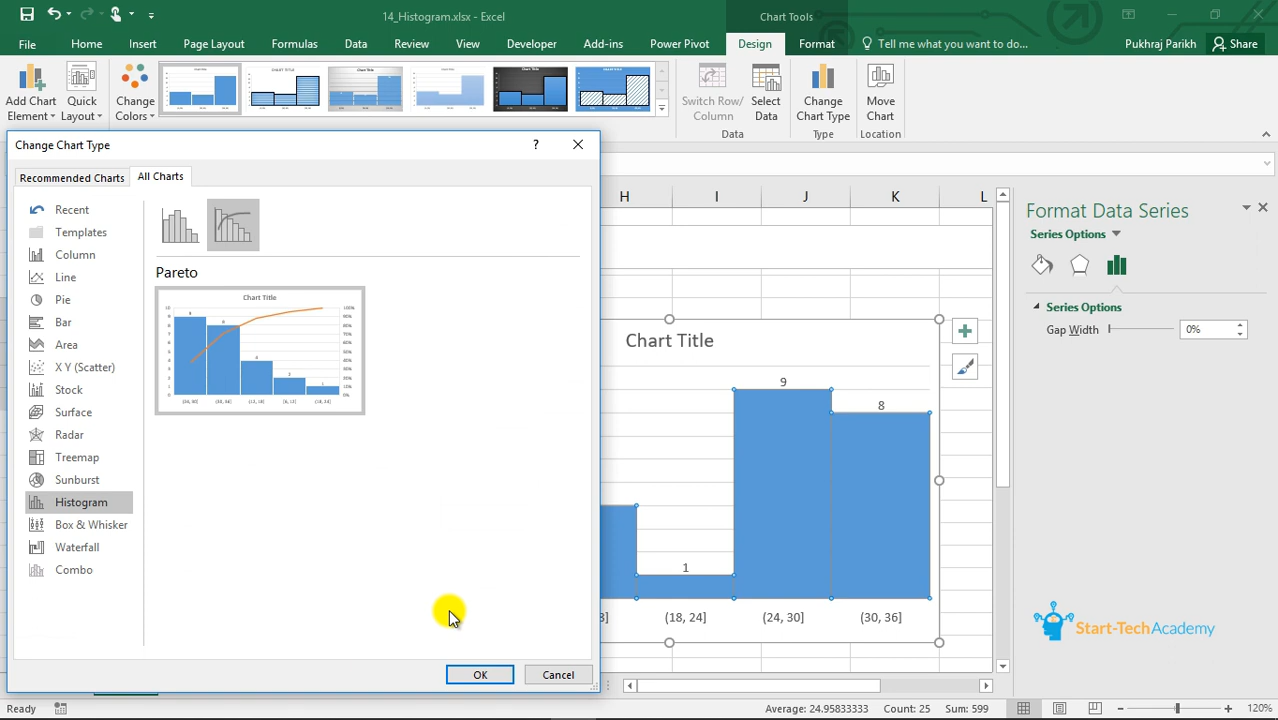 14_Histogram.xlsx - Excel
Chart Tools
File Home Insert Page Layout Formulas Data Review View Developer Add-ins Power Pivot Design Format Tell me what you want to do... Pukhraj Parikh Share
Add Chart Element
Quick Layout
Change Colors
Switch Row/ Column
Select Data
Change Chart Type
Move Chart
Data Type Location
Change Chart Type ?
Recommended Charts All Charts
Recent
Templates
Column
Line
Pie
Bar
Area
X Y (Scatter)
Stock
Surface
Radar
Treemap
Sunburst
Histogram
Box & Whisker
Waterfall
Combo
Pareto
Chart Title
OK Cancel
H I J K L
Chart Title
9
8
1
(18, 24] (24, 30] (30, 36]
Format Data Series
Series Options
Series Options
Gap Width 0%
Start-TechAcademy
Ready Average: 24.95833333 Count: 25 Sum: 599 120%